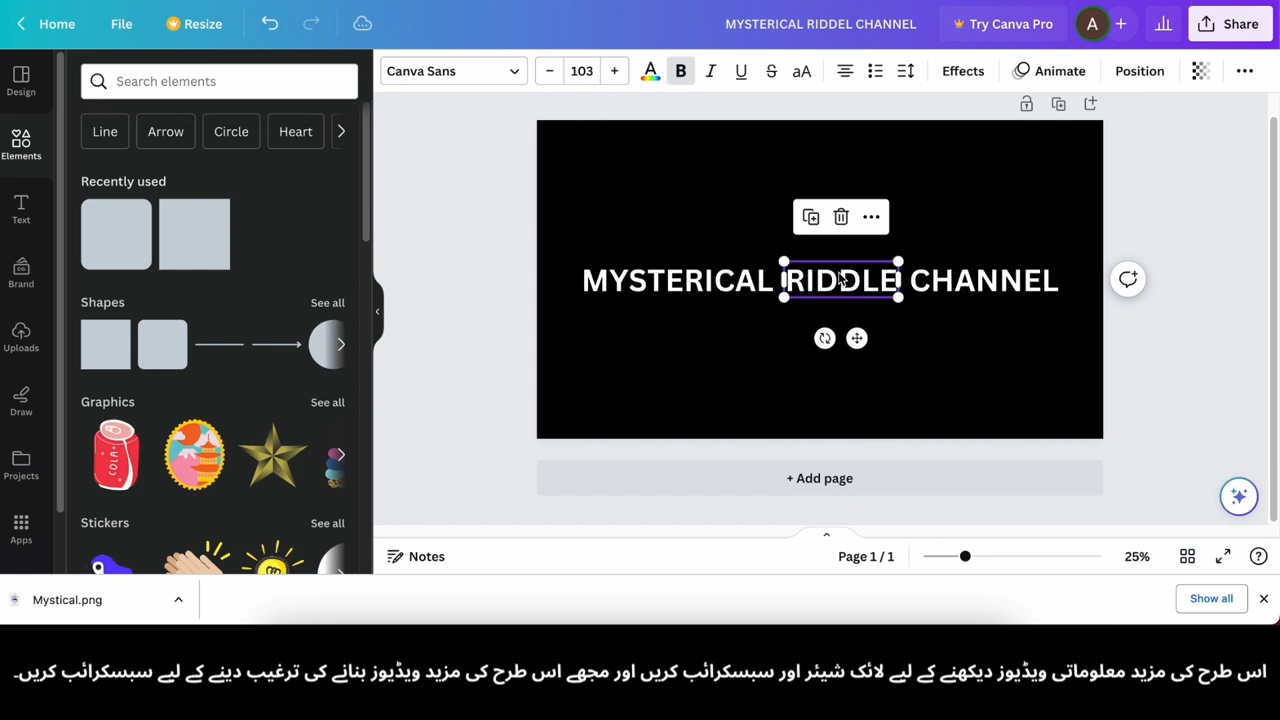 Home File Resize MYSTERICAL RIDDEL CHANNEL Try Canva Pro A Share
Canva Sans 103 A B I U S aA Effects Animate Position
Design
Elements
Text
Brand
Uploads
Draw
Projects
Apps
Search elements
Line Arrow Circle Heart
Recently used
Shapes See all
Graphics See all
COLA
Stickers See all
MYSTERICAL RIDDLE CHANNEL
+ Add page
Notes Page 1 / 1 25%
Mystical.png Show all
اس طرح کی مزید معلوماتی ویڈیوز دیکھنے کے لیے لائک شیئر اور سبسکرائب کریں اور مجھے اس طرح کی مزید ویڈیوز بنانے کی ترغیب دینے کے لیے سبسکرائب کریں۔